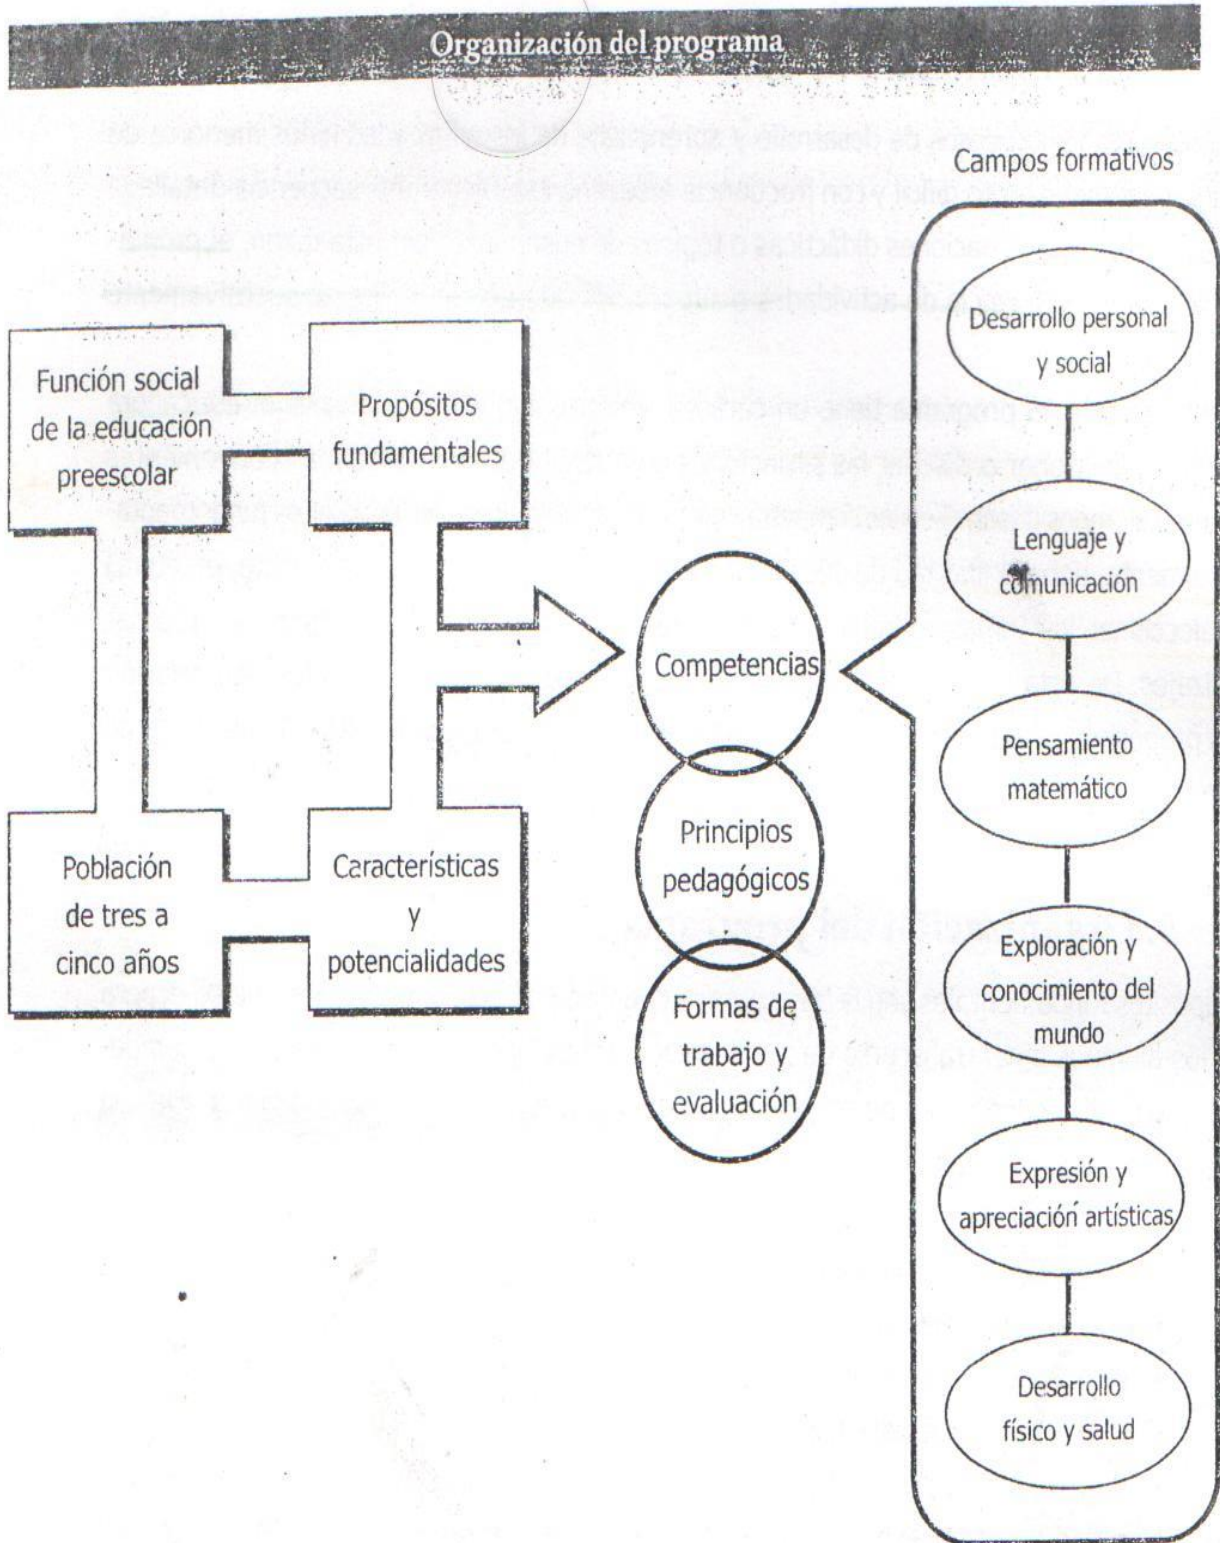 Organización del programa
Campos formativos
Función social
de la educación
preescolar
Propósitos
fundamentales
Población
de tres a
cinco años
Características
y
potencialidades
Competencias
Principios
pedagógicos
Formas de
trabajo y
evaluación
Desarrollo personal
y social
Lenguaje y
comunicación
Pensamiento
matemático
Exploración y
conocimiento del
mundo
Expresión y
apreciación artísticas
Desarrollo
físico y salud